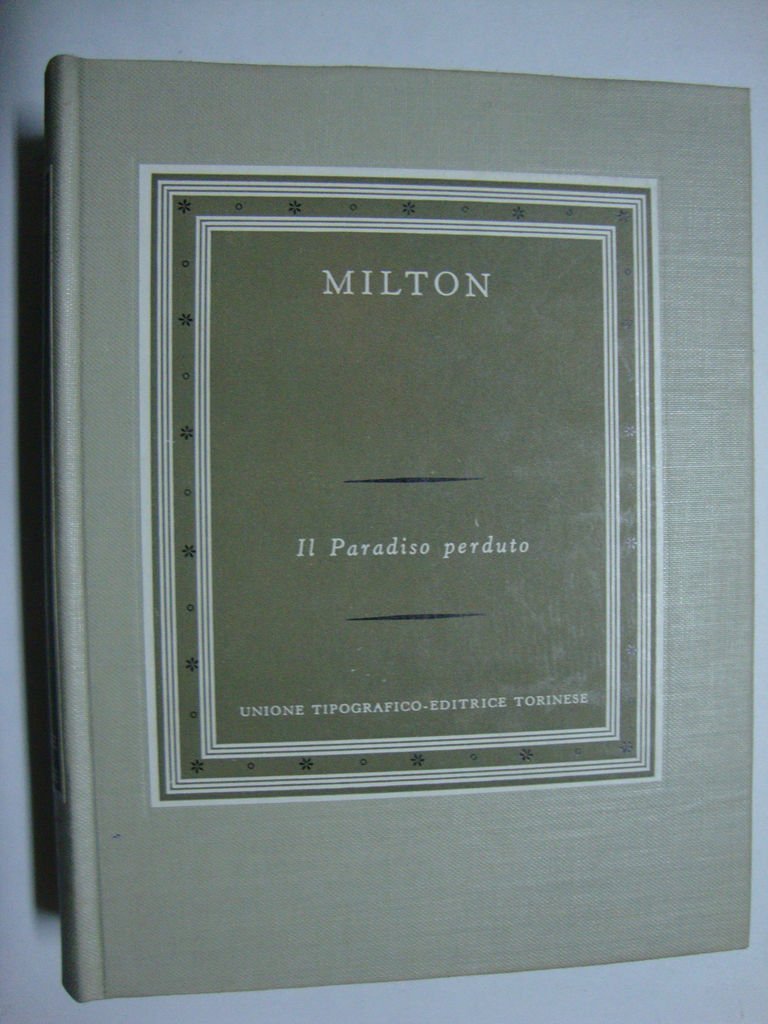 MILTON
Il Paradiso perduto
UNIONE TIPOGRAFICO-EDITRICE TORINESE